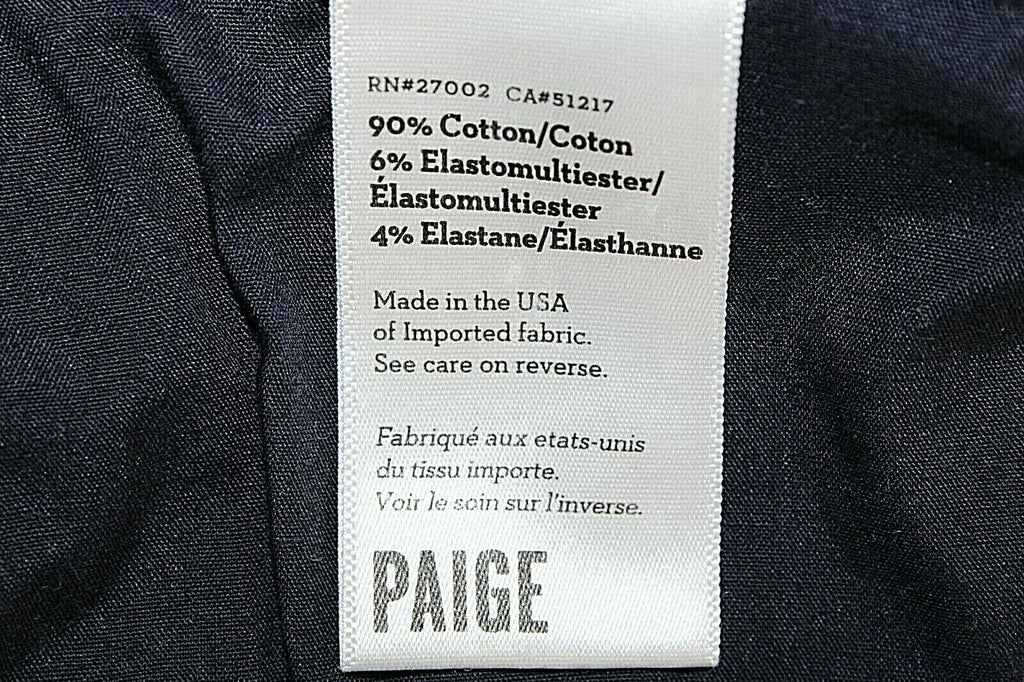 RN#27002 CA#51217
90% Cotton/Coton
6% Elastomultiester/
Élastomultiester
4% Elastane/Élasthanne
Made in the USA
of Imported fabric.
See care on reverse.
Fabriqué aux etats-unis
du tissu importe.
Voir le soin sur l'inverse.
PAIGE